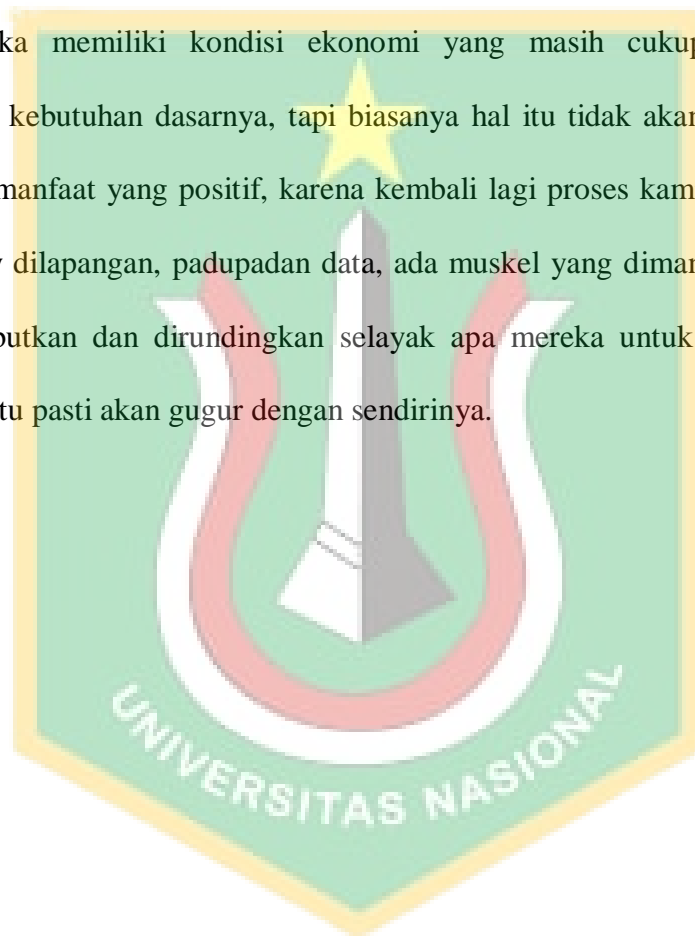 ka memiliki kondisi ekonomi yang masih cukup
kebutuhan dasarnya, tapi biasanya hal itu tidak akan
manfaat yang positif, karena kembali lagi proses kam
dilapangan, padupadan data, ada muskel yang diman
butkan dan dirundingkan selayak apa mereka untuk
tu pasti akan gugur dengan sendirinya.
UNIVERSITAS NASIONAL